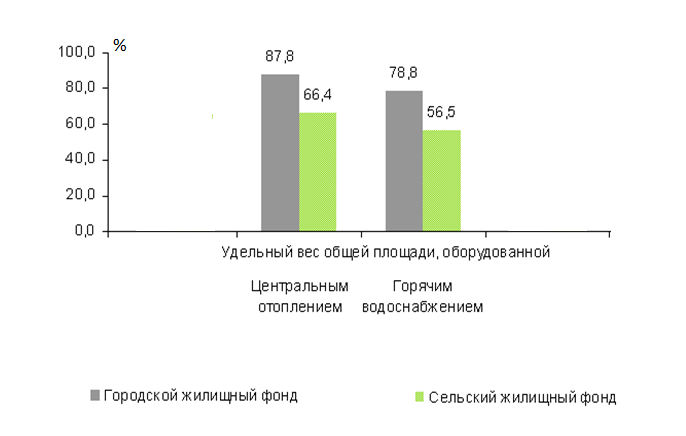 %
100,0
80,0
60,0
40,0
20,0
0,0
87,8
66,4
78,8
56,5
Удельный вес общей площади, оборудованной
Центральным
отоплением
Горячим
водоснабжением
Городской жилищный фонд
Сельский жилищный фонд